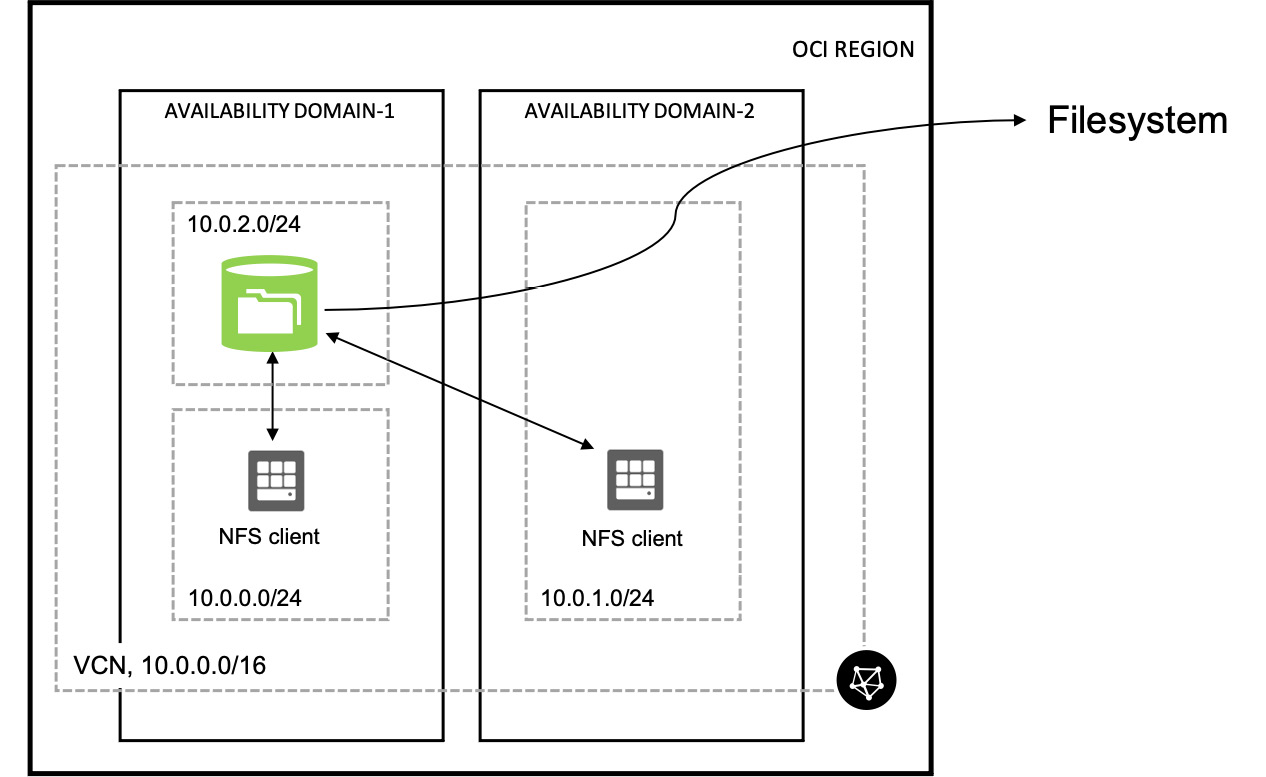 OCI REGION
AVAILABILITY DOMAIN-1
AVAILABILITY DOMAIN-2
Filesystem
10.0.2.0/24
NFS client
NFS client
10.0.0.0/24
10.0.1.0/24
VCN, 10.0.0.0/16